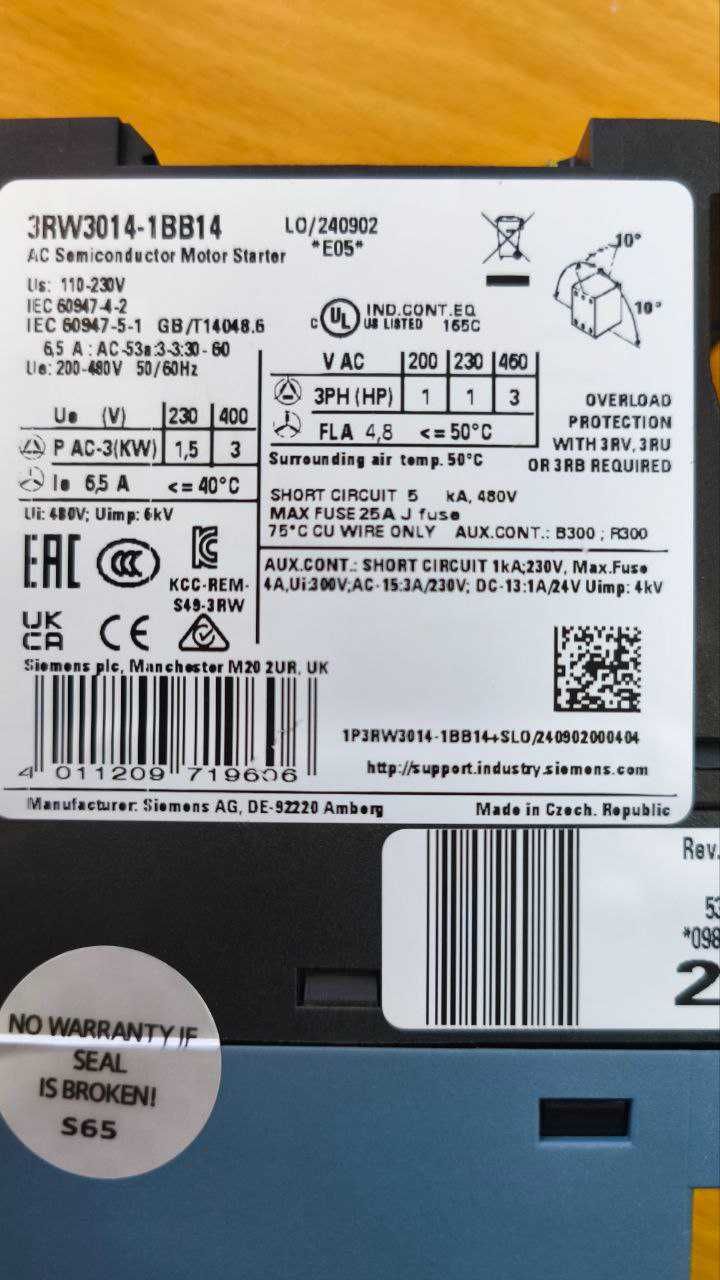 3RW3014-1BB14
LO/240902
*E05*
AC Semiconductor Motor Starter
Us: 110-230V
IEC 60947-4-2
IEC 60947-5-1 GB/T14048.6
6,5 A : AC-53a:3-3:30-60
Ue: 200-480V 50/60Hz
C UL US LISTED IND.CONT.EQ 165C
10°
10°
V AC 200 230 460
3PH (HP) 1 1 3
FLA 4,8 <=50°C
Surrounding air temp. 50°C
OVERLOAD
PROTECTION
WITH 3RV, 3RU
OR 3RB REQUIRED
Ue (V) 230 400
P AC-3(KW) 1,5 3
Ie 6,5 A <=40°C
Ui: 480V; Uimp: 6kV
SHORT CIRCUIT 5 kA, 480V
MAX FUSE 25A J fuse
75°C CU WIRE ONLY AUX.CONT.: B300 ; R300
AUX.CONT.: SHORT CIRCUIT 1kA;230V, Max.Fuse
4A,Ui:300V;AC-15:3A/230V; DC-13:1A/24V Uimp: 4kV
EAC CCC KC
KCC-REM-
S49-3RW
UK
CA CE
Siemens plc, Manchester M20 2UR, UK
4 011209 719606
1P3RW3014-1BB14+SLO/240902000404
http://support.industry.siemens.com
Manufacturer: Siemens AG, DE-92220 Amberg
Made in Czech. Republic
Rev.
53
*098
2
NO WARRANTY IF
SEAL
IS BROKEN!
S65